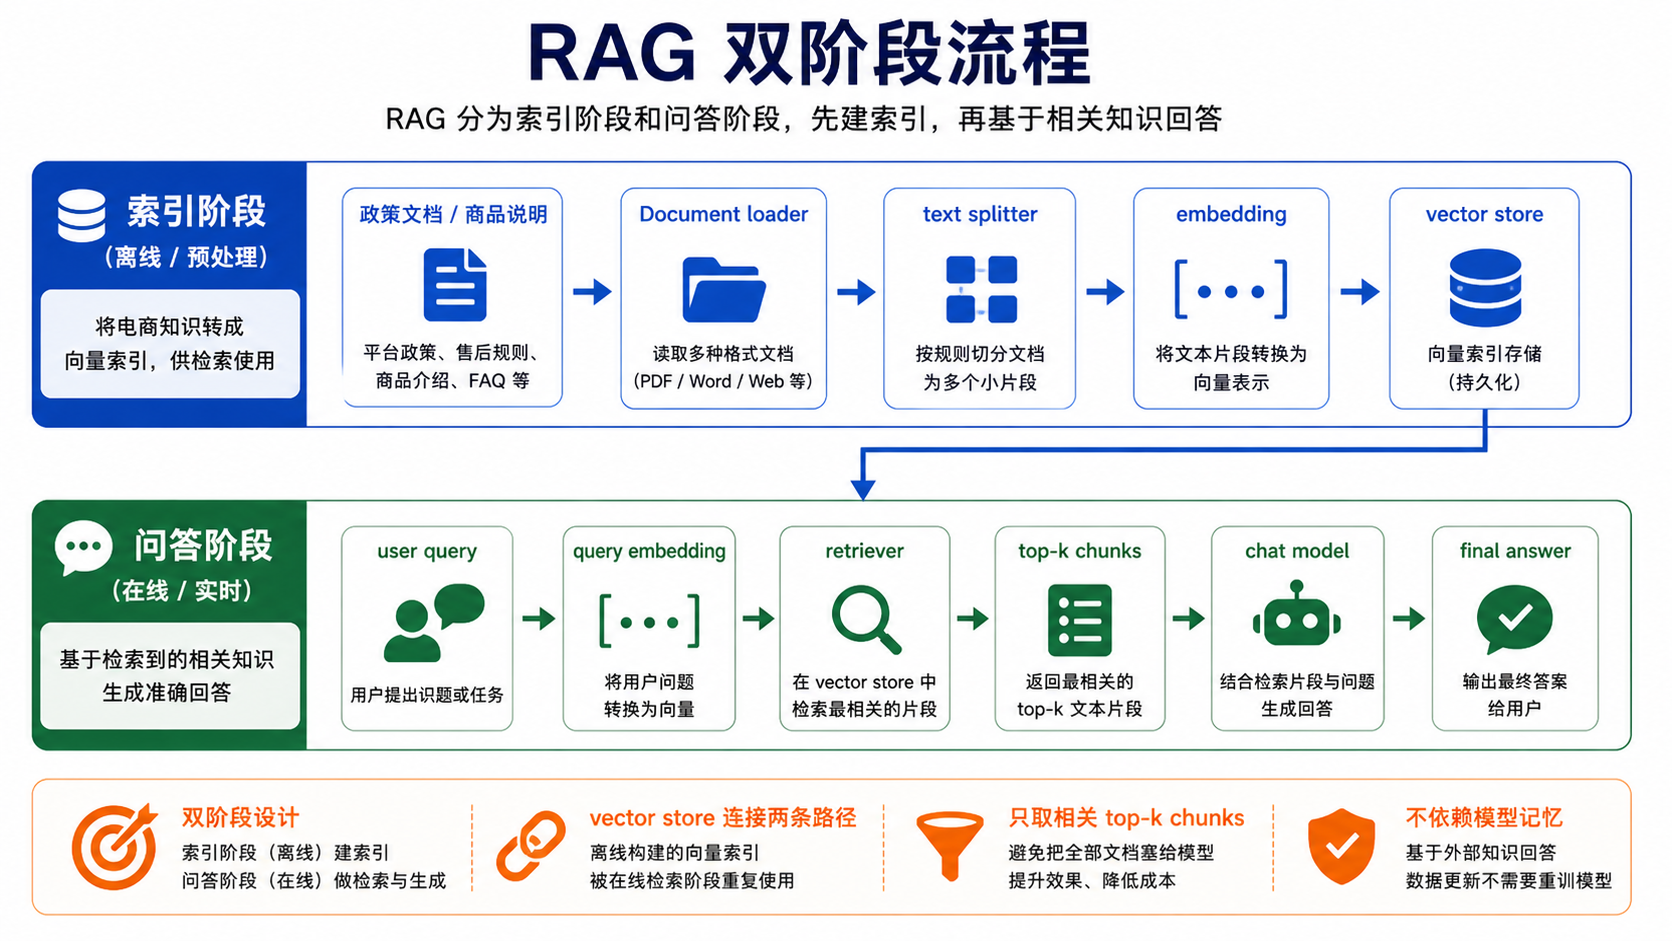 RAG 双阶段流程
RAG 分为索引阶段和问答阶段，先建索引，再基于相关知识回答
索引阶段
（离线 / 预处理）
将电商知识转成
向量索引，供检索使用
政策文档 / 商品说明
平台政策、售后规则、
商品介绍、FAQ 等
Document loader
读取多种格式文档
（PDF / Word / Web 等）
text splitter
按规则切分文档
为多个小片段
embedding
将文本片段转换为
向量表示
vector store
向量索引存储
（持久化）
问答阶段
（在线 / 实时）
基于检索到的相关知识
生成准确回答
user query
用户提出识题或任务
query embedding
将用户问题
转换为向量
retriever
在 vector store 中
检索最相关的片段
top-k chunks
返回最相关的
top-k 文本片段
chat model
结合检索片段与问题
生成回答
final answer
输出最终答案
给用户
双阶段设计
索引阶段（离线）建索引
问答阶段（在线）做检索与生成
vector store 连接两条路径
离线构建的向量索引
被在线检索阶段重复使用
只取相关 top-k chunks
避免把全部文档塞给模型
提升效果、降低成本
不依赖模型记忆
基于外部知识回答
数据更新不需要重训模型